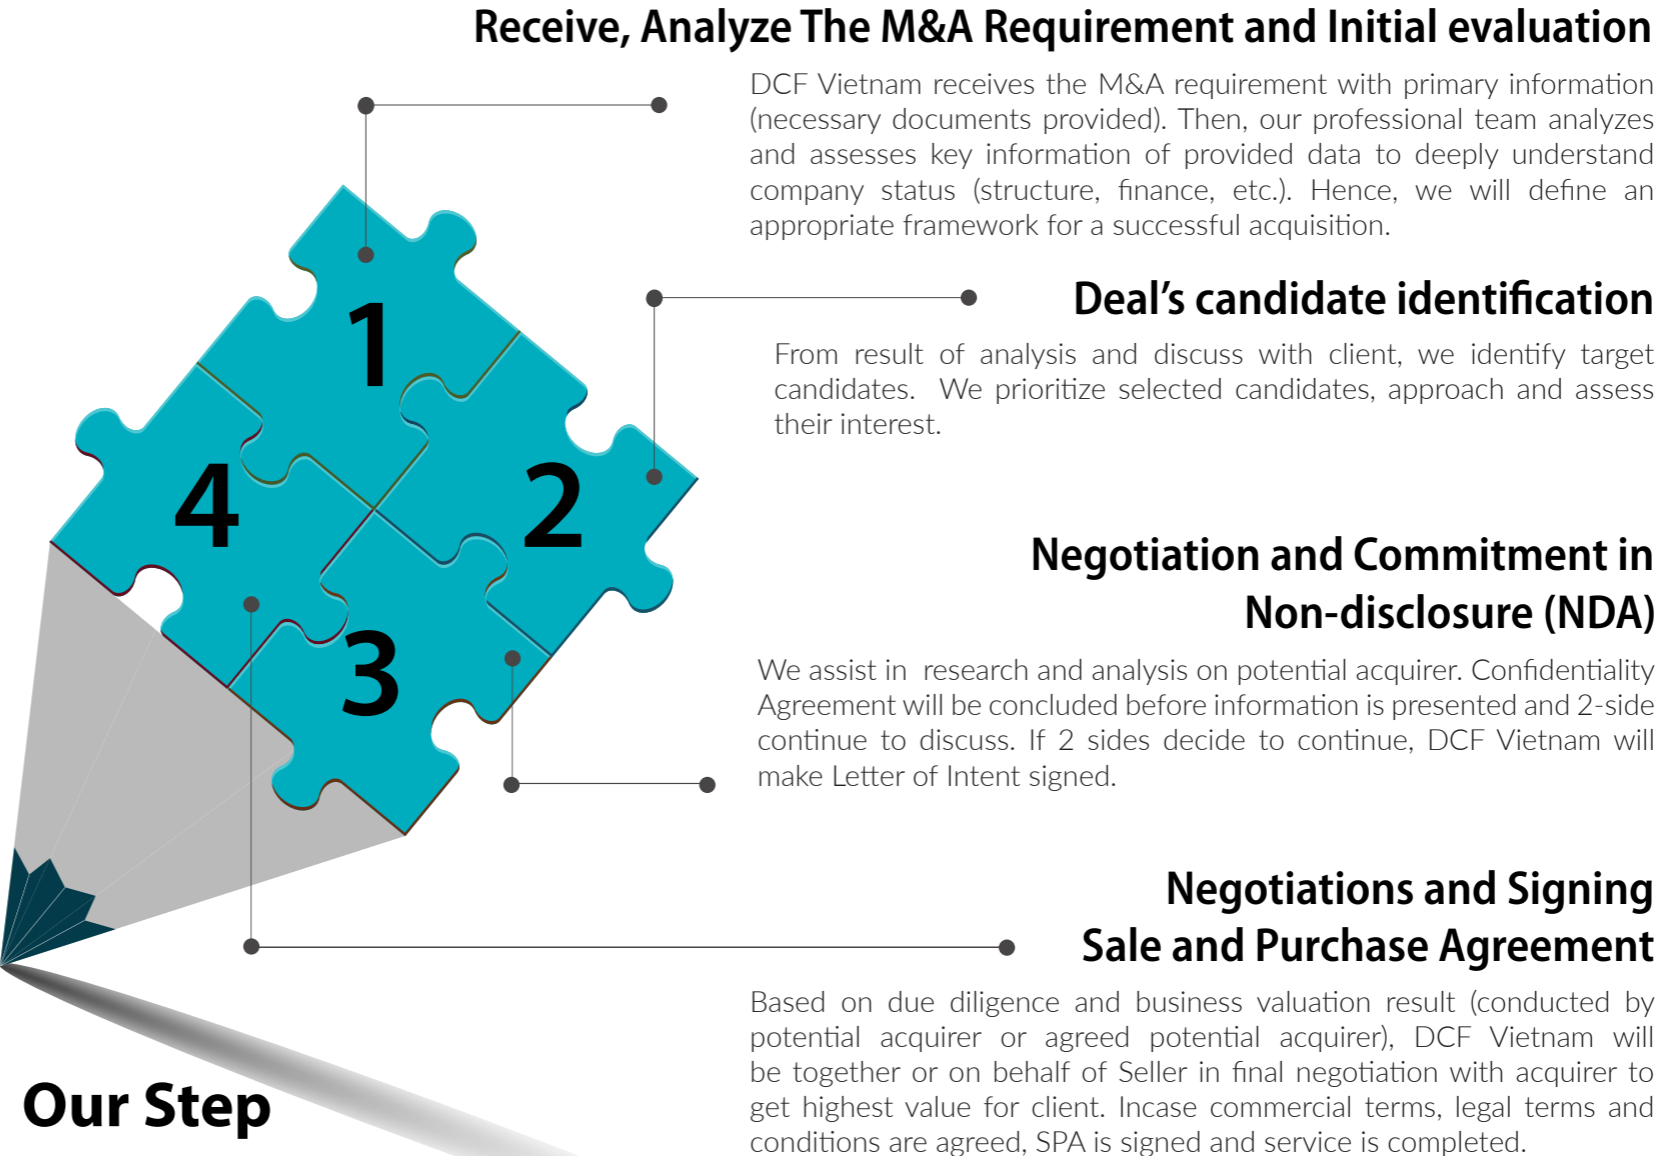 Receive, Analyze The M&A Requirement and Initial evaluation
DCF Vietnam receives the M&A requirement with primary information
(necessary documents provided). Then, our professional team analyzes
and assesses key information of provided data to deeply understand
company status (structure, finance, etc.). Hence, we will define an
appropriate framework for a successful acquisition.
1
Deal’s candidate identification
From result of analysis and discuss with client, we identify target
candidates. We prioritize selected candidates, approach and assess
their interest.
4
2
Negotiation and Commitment in
Non-disclosure (NDA)
3
We assist in research and analysis on potential acquirer. Confidentiality
Agreement will be concluded before information is presented and 2-side
continue to discuss. If 2 sides decide to continue, DCF Vietnam will
make Letter of Intent signed.
Negotiations and Signing
Sale and Purchase Agreement
Based on due diligence and business valuation result (conducted by
potential acquirer or agreed potential acquirer), DCF Vietnam will
be together or on behalf of Seller in final negotiation with acquirer to
get highest value for client. Incase commercial terms, legal terms and
conditions are agreed, SPA is signed and service is completed.
Our Step